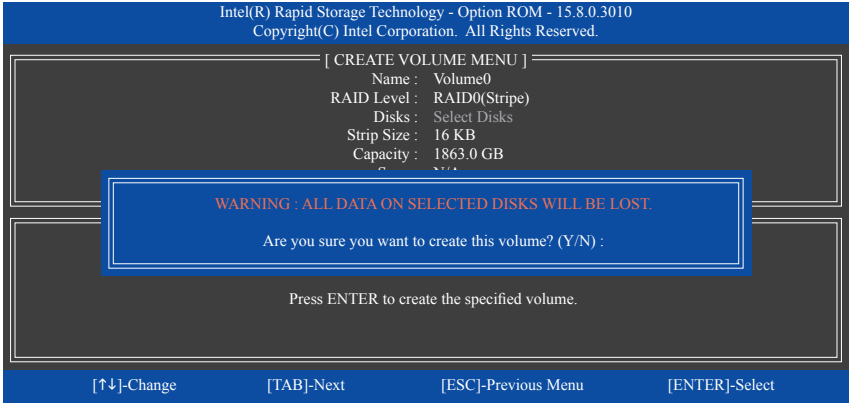 Intel(R) Rapid Storage Technology - Option ROM - 15.8.0.3010
Copyright(C) Intel Corporation. All Rights Reserved.
[ CREATE VOLUME MENU ]
Name : Volume0
RAID Level : RAID0(Stripe)
Disks : Select Disks
Strip Size : 16 KB
Capacity : 1863.0 GB
WARNING : ALL DATA ON SELECTED DISKS WILL BE LOST.
Are you sure you want to create this volume? (Y/N) :
Press ENTER to create the specified volume.
[↑↓]-Change [TAB]-Next [ESC]-Previous Menu [ENTER]-Select